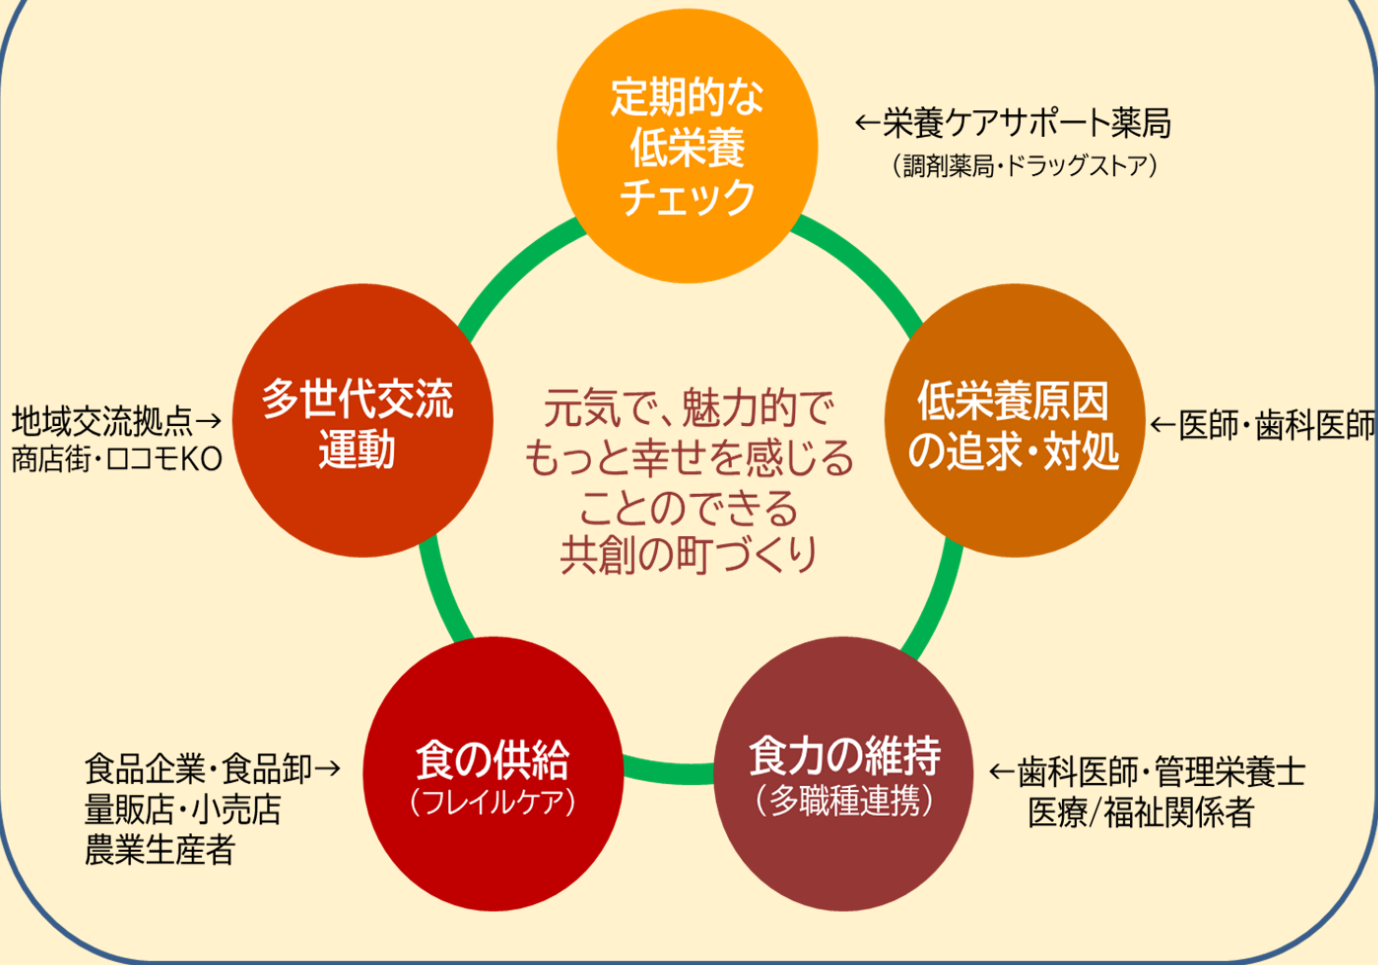 定期的な
低栄養
チェック
←栄養ケアサポート薬局
（調剤薬局・ドラッグストア）
多世代交流
運動
地域交流拠点→
商店街・ロコモKO
元気で、魅力的で
もっと幸せを感じる
ことのできる
共創の町づくり
低栄養原因
の追求・対処
←医師・歯科医師
食の供給
（フレイルケア）
食品企業・食品卸→
量販店・小売店
農業生産者
食力の維持
（多職種連携）
←歯科医師・管理栄養士
医療/福祉関係者